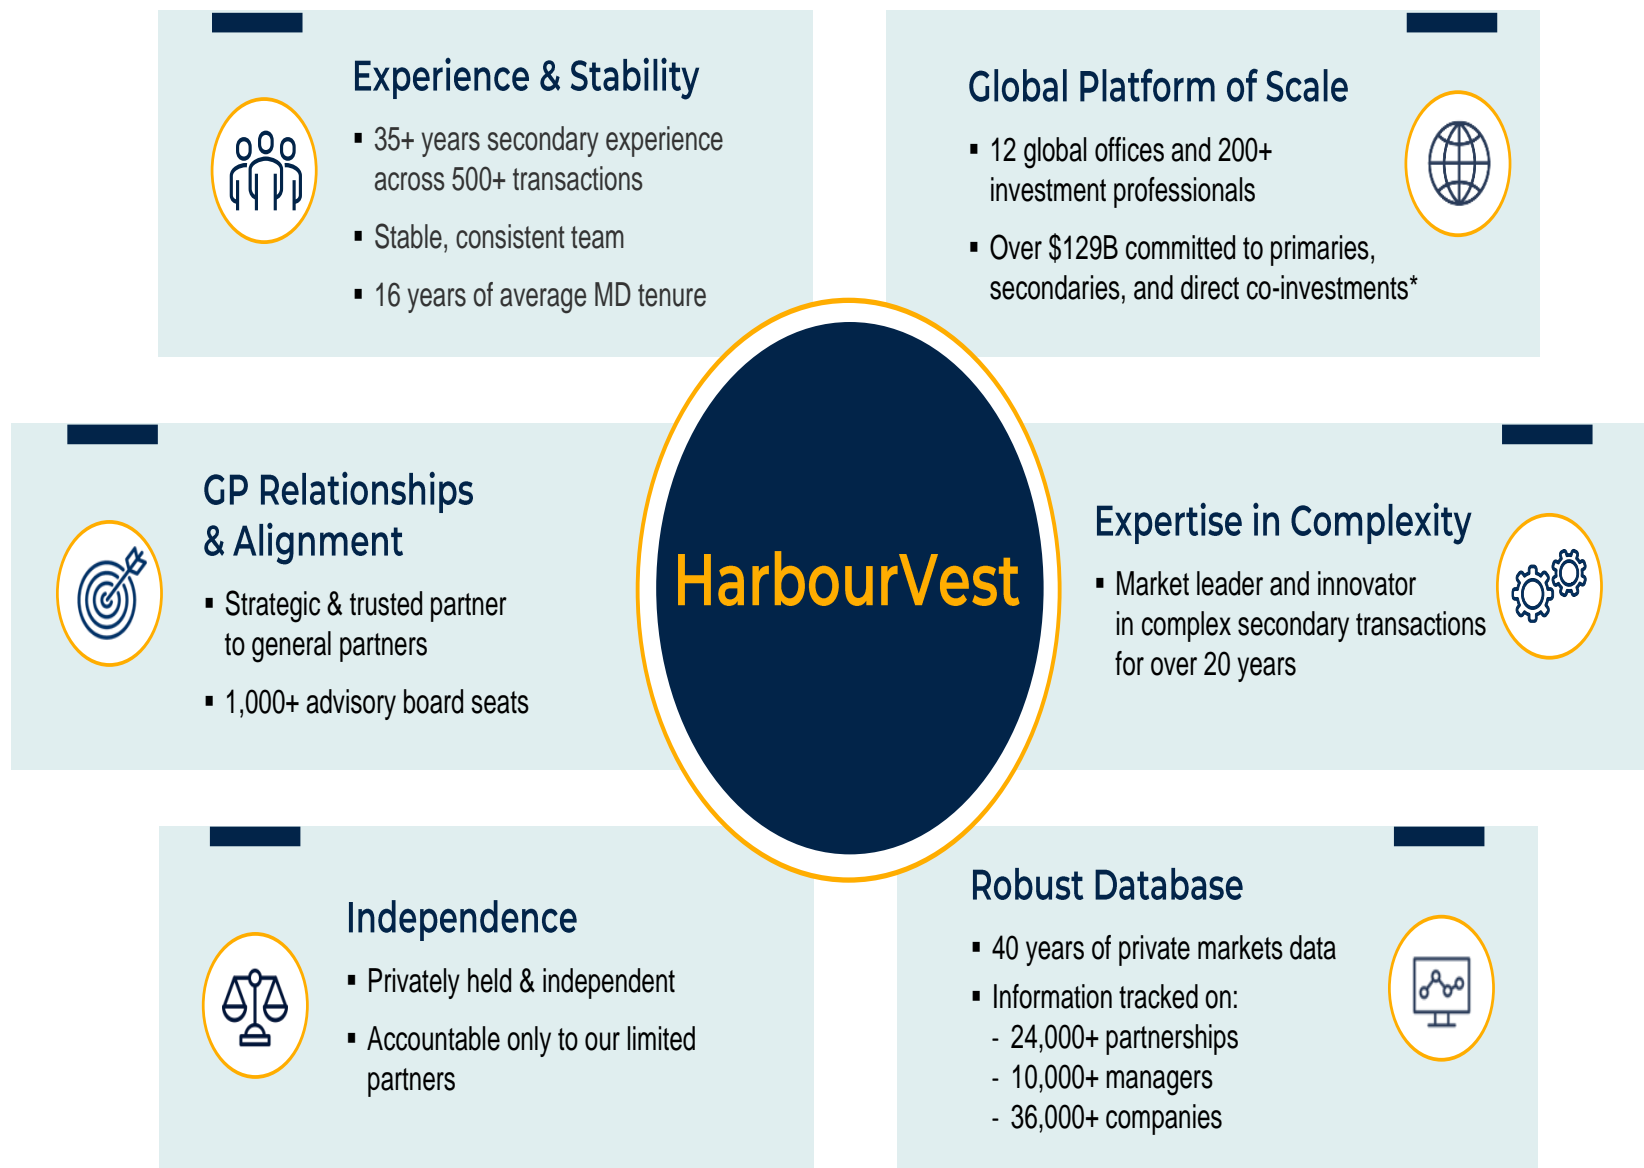 Experience & Stability
▪ 35+ years secondary experience
across 500+ transactions
▪ Stable, consistent team
▪ 16 years of average MD tenure
Global Platform of Scale
▪ 12 global offices and 200+
investment professionals
▪ Over $129B committed to primaries,
secondaries, and direct co-investments*
GP Relationships
& Alignment
▪ Strategic & trusted partner
to general partners
▪ 1,000+ advisory board seats
HarbourVest
Expertise in Complexity
▪ Market leader and innovator
in complex secondary transactions
for over 20 years
Independence
▪ Privately held & independent
▪ Accountable only to our limited
partners
Robust Database
▪ 40 years of private markets data
▪ Information tracked on:
- 24,000+ partnerships
- 10,000+ managers
- 36,000+ companies